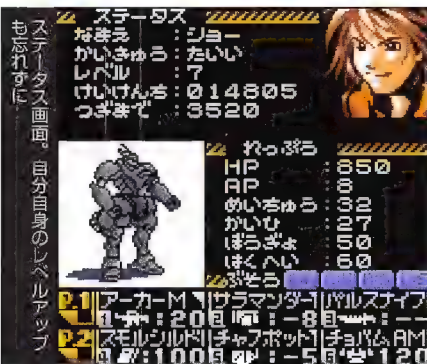 ステータス画面。自分自身のレベルアップ
も忘れずに
ステータス
なまえ :ジョー
かいきゅう:たいい
レベル :7
けいけんち:014805
つぎまで :3520
れっぷう
HP :850
AP :8
めいちゅう:32
かいひ :27
ぼうぎょ :50
はくへい :60
ぶそう
P.1 アーカーM サラマンダー1 パルスナイフ
:20 :-8 :-
P.2 スモルシルド チャフポット チョバムAM
:100 :-5 :120